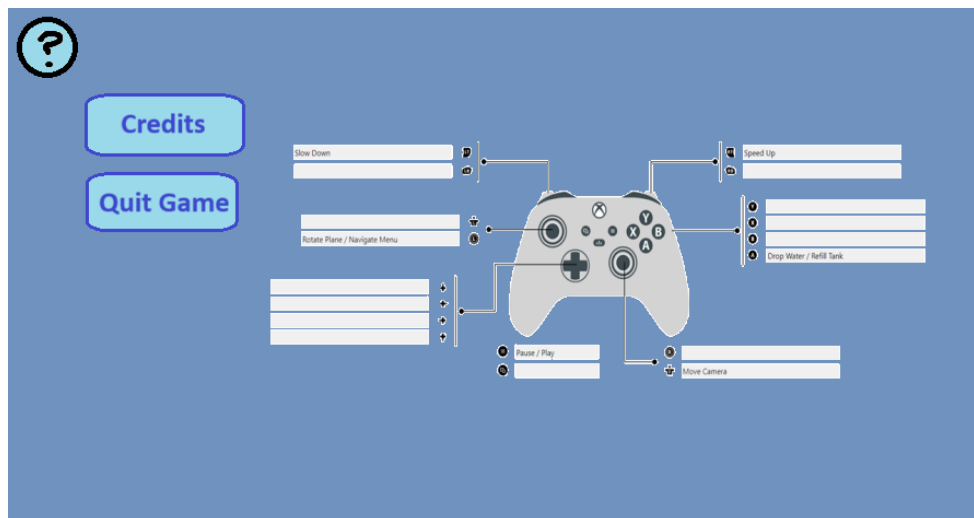 ?
Credits
Quit Game
Slow Down
Speed Up
Rotate Plane / Navigate Menu
Y
X
B
A
Drop Water / Refill Tank
Pause / Play
Move Camera